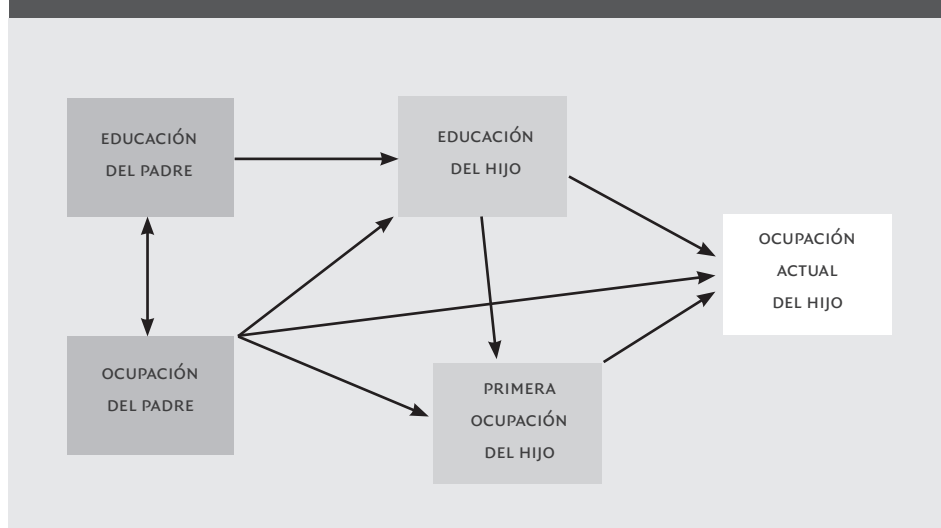 EDUCACIÓN
DEL PADRE
EDUCACIÓN
DEL HIJO
OCUPACIÓN
ACTUAL
DEL HIJO
OCUPACIÓN
DEL PADRE
PRIMERA
OCUPACIÓN
DEL HIJO